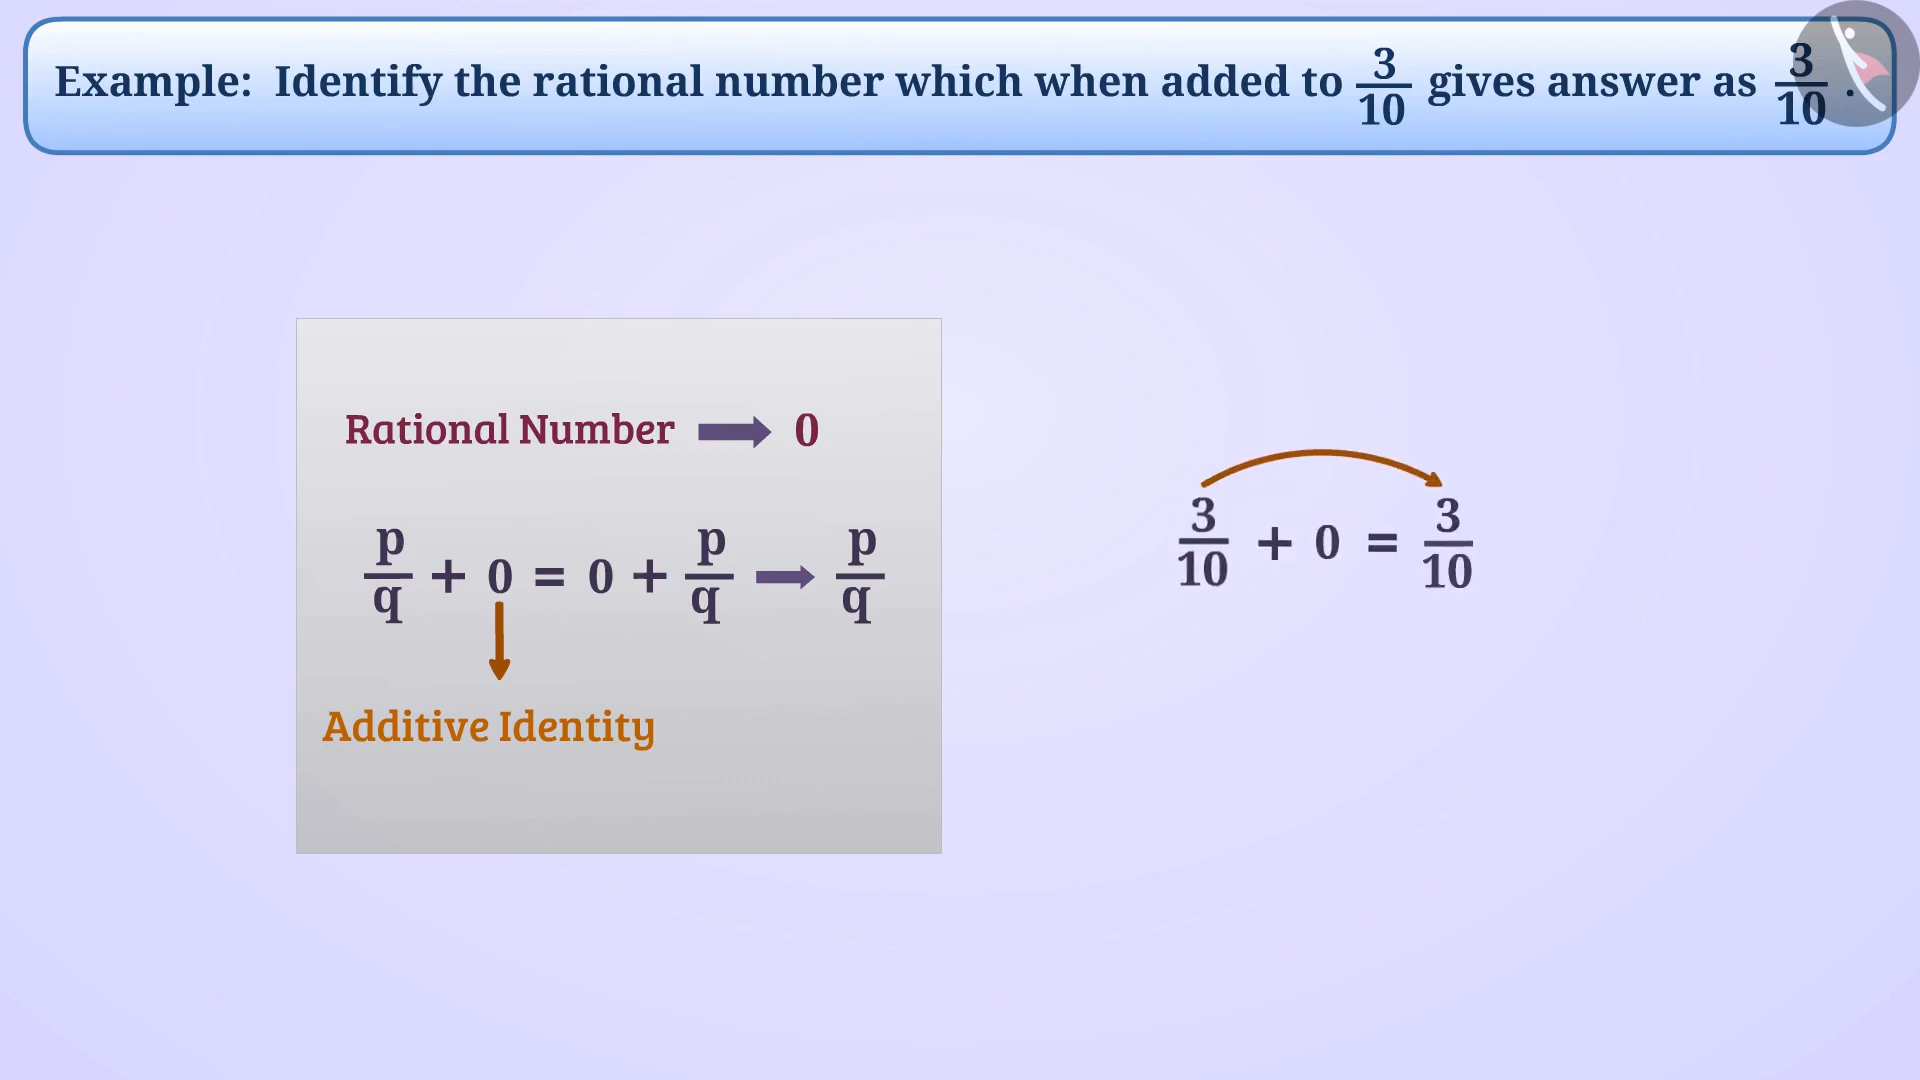 Example: Identify the rational number which when added to 3/10 gives answer as 3/10 .
Rational Number → 0
p/q + 0 = 0 + p/q → p/q
Additive Identity
3/10 + 0 = 3/10